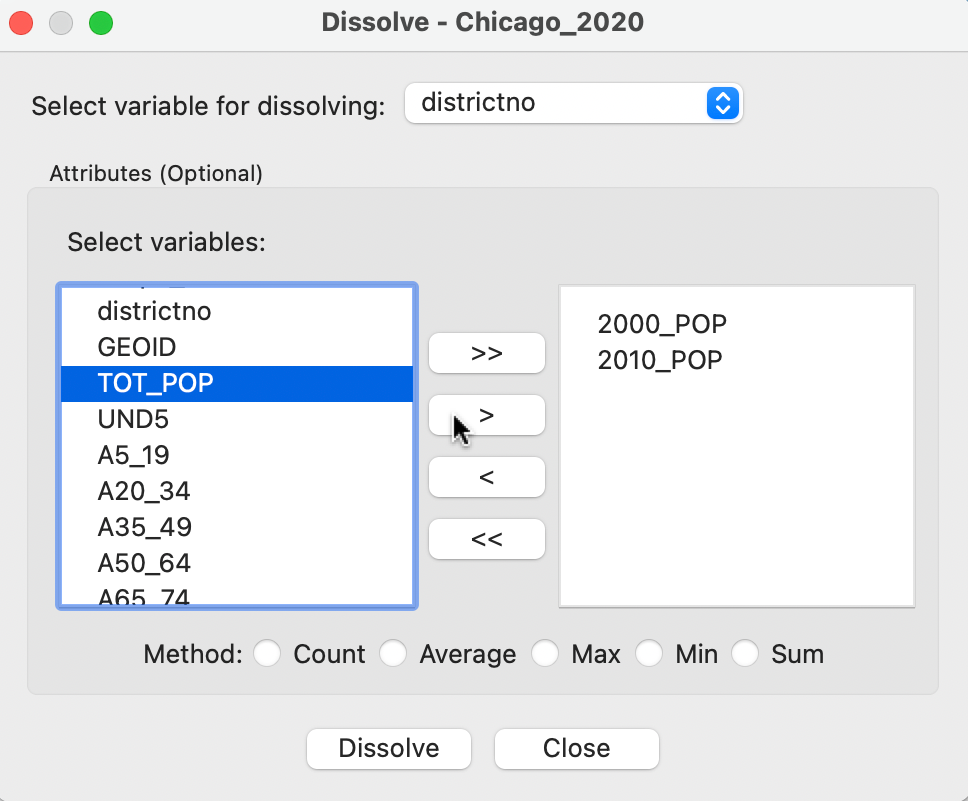 Dissolve - Chicago_2020
Select variable for dissolving: districtno
Attributes (Optional)
Select variables:
districtno
GEOID
TOT_POP
UND5
A5_19
A20_34
A35_49
A50_64
A65_74
>>
>
<
<<
2000_POP
2010_POP
Method: Count Average Max Min Sum
Dissolve Close